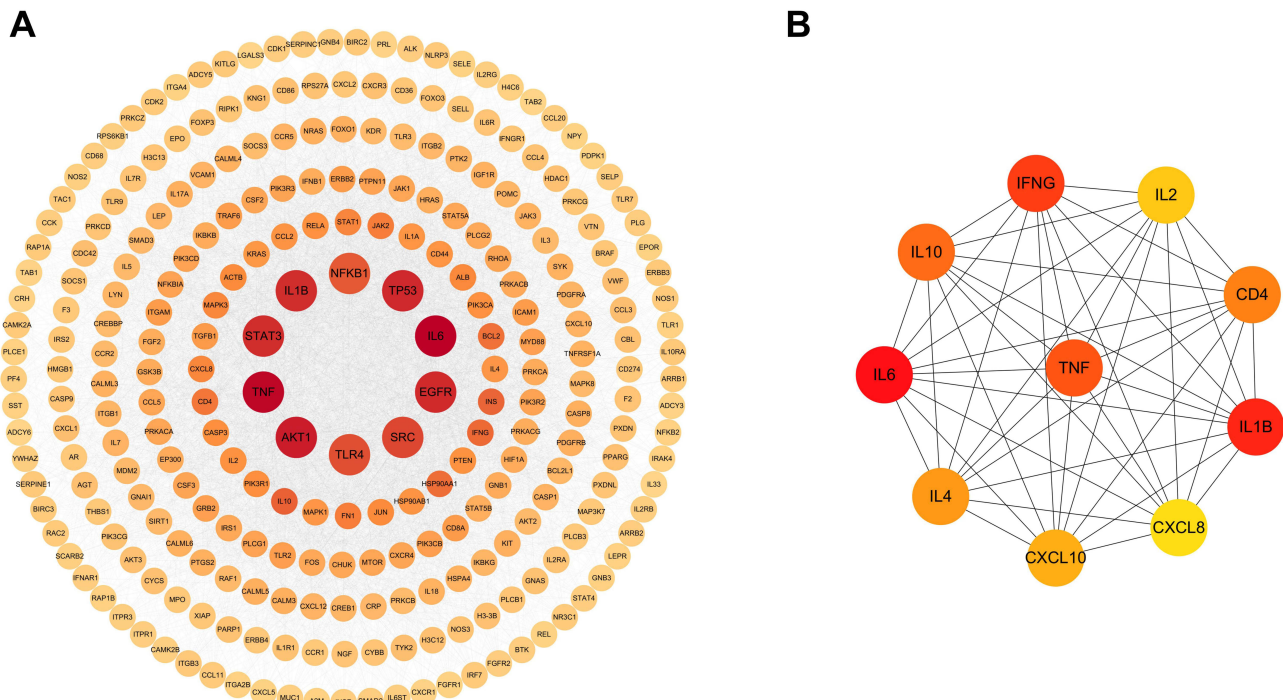 A
B
SERPINC1
GNB4
BIRC2
PRL
ALK
NLRP3
SELE
IL2RG
H4C6
TAB2
CCL20
NPY
PDPK1
SELP
TLR7
PLG
EPOR
ERBB3
NOS1
TLR1
IL10RA
ARRB1
ADCY3
NFKB2
IRAK4
IL33
IL2RB
ARRB2
LEPR
GNB3
STAT4
NR3C1
REL
BTK
FGFR2
IRF7
FGFR1
CXCR1
IL6ST
MUC1
CXCL5
ITGA2B
CCL11
ITGB3
CAMK2B
ITPR1
ITPR3
RAP1B
IFNAR1
SCARB2
RAC2
BIRC3
SERPINE1
YWHAZ
ADCY6
SST
PF4
PLCE1
CAMK2A
CRH
TAB1
RAP1A
CCK
TAC1
NOS2
CD68
RPS6KB1
PRKCZ
CDK2
ITGA4
ADCY5
KITLG
LGALS3
CDK1
RPS27A
CXCL2
CXCR3
CD36
FOXO3
SELL
IL6R
IFNGR1
CCL4
HDAC1
PRKCG
VTN
BRAF
VWF
CCL3
CBL
CD274
F2
PXDN
PPARG
PXDNL
MAP3K7
PLCB3
IL2RA
GNAS
PLCB1
H3-3B
NOS3
H3C12
TYK2
CYBB
NGF
CCR1
IL1R1
ERBB4
PARP1
XIAP
MPO
CYCS
AKT3
PIK3CG
THBS1
AGT
AR
CXCL1
CASP9
HMGB1
IRS2
F3
SOCS1
CDC42
PRKCD
TLR9
IL7R
H3C13
EPO
FOXP3
RIPK1
KNG1
CD86
NRAS
FOXO1
KDR
TLR3
ITGB2
PTK2
IGF1R
POMC
JAK3
IL3
SYK
PDGFRA
CXCL10
TNFRSF1A
MAPK8
CASP8
PDGFRB
BCL2L1
CASP1
AKT2
KIT
IKBKG
HSPA4
IL18
PRKCB
CRP
CREB1
CXCL12
CALM3
CALML5
RAF1
PTGS2
CALML6
SIRT1
GNAI1
MDM2
IL7
ITGB1
CALML3
CCR2
CREBBP
LYN
IL5
SMAD3
LEP
IL17A
VCAM1
CALML4
SOCS3
CCR5
IFNB1
ERBB2
PTPN11
JAK1
HRAS
STAT5A
PLCG2
RHOA
PRKACB
ICAM1
MYD88
PRKCA
PIK3R2
PRKACG
HIF1A
GNB1
STAT5B
CD8A
PIK3CB
CXCR4
MTOR
CHUK
FOS
TLR2
PLCG1
IRS1
GRB2
CSF3
EP300
PRKACA
CCL5
GSK3B
FGF2
ITGAM
NFKBIA
PIK3CD
IKBKB
TRAF6
CSF2
PIK3R3
RELA
STAT1
JAK2
IL1A
CD44
ALB
PIK3CA
BCL2
IL4
INS
IFNG
PTEN
HSP90AA1
HSP90AB1
JUN
FN1
MAPK1
IL10
PIK3R1
IL2
CASP3
CD4
CXCL8
TGFB1
MAPK3
ACTB
KRAS
CCL2
NFKB1
TP53
IL6
EGFR
SRC
TLR4
AKT1
TNF
STAT3
IL1B
IFNG
IL2
IL10
CD4
TNF
IL6
IL1B
IL4
CXCL8
CXCL10